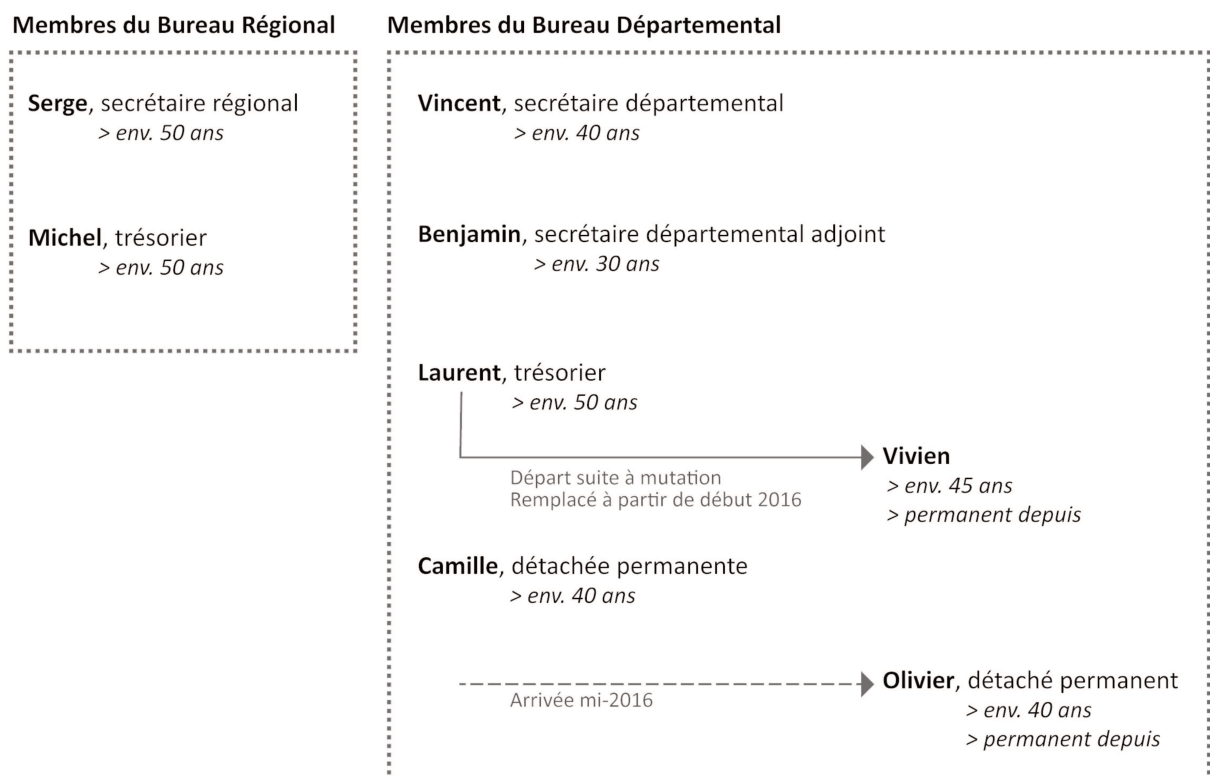 Membres du Bureau Régional
Serge, secrétaire régional
> env. 50 ans
Michel, trésorier
> env. 50 ans
Membres du Bureau Départemental
Vincent, secrétaire départemental
> env. 40 ans
Benjamin, secrétaire départemental adjoint
> env. 30 ans
Laurent, trésorier
> env. 50 ans
Départ suite à mutation
Remplacé à partir de début 2016
Vivien
> env. 45 ans
> permanent depuis
Camille, détachée permanente
> env. 40 ans
Arrivée mi-2016
Olivier, détaché permanent
> env. 40 ans
> permanent depuis